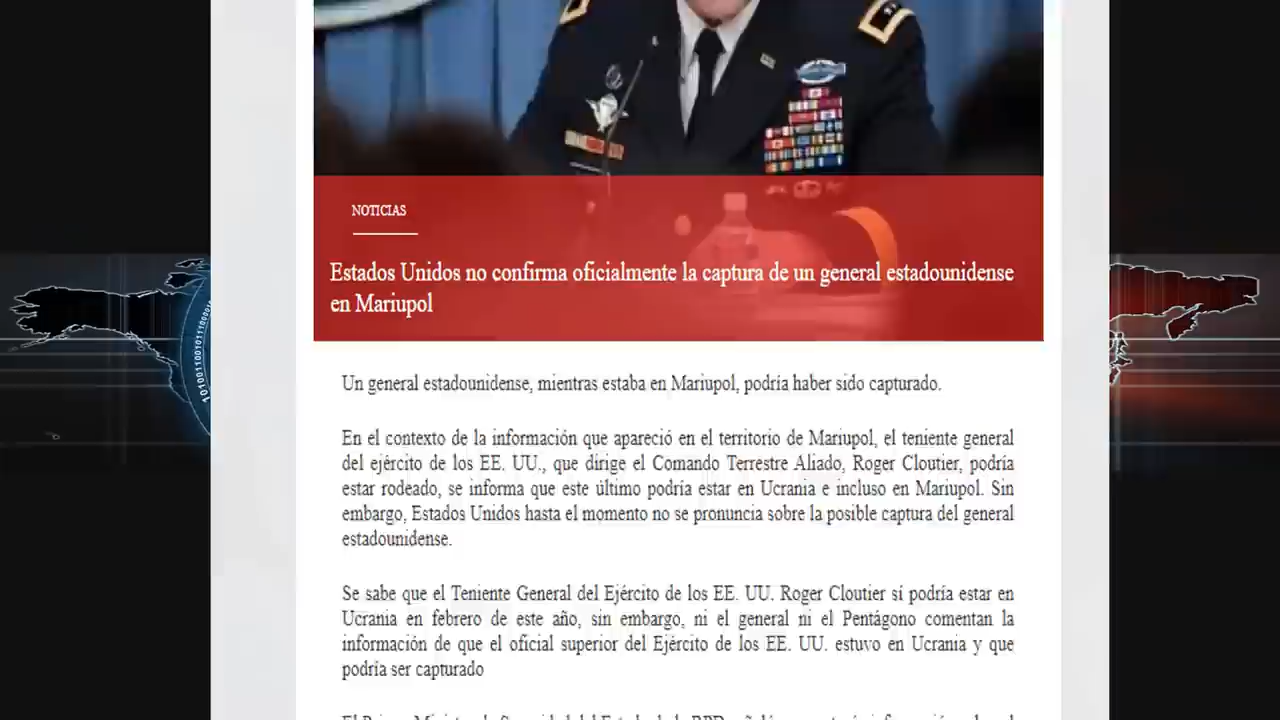 NOTICIAS
Estados Unidos no confirma oficialmente la captura de un general estadounidense
en Mariupol
Un general estadounidense, mientras estaba en Mariupol, podría haber sido capturado.
En el contexto de la información que apareció en el territorio de Mariupol, el teniente general
del ejército de los EE. UU., que dirige el Comando Terrestre Aliado, Roger Cloutier, podría
estar rodeado, se informa que este último podría estar en Ucrania e incluso en Mariupol. Sin
embargo, Estados Unidos hasta el momento no se pronuncia sobre la posible captura del general
estadounidense.
Se sabe que el Teniente General del Ejército de los EE. UU. Roger Cloutier sí podría estar en
Ucrania en febrero de este año, sin embargo, ni el general ni el Pentágono comentan la
información de que el oficial superior del Ejército de los EE. UU. estuvo en Ucrania y que
podría ser capturado